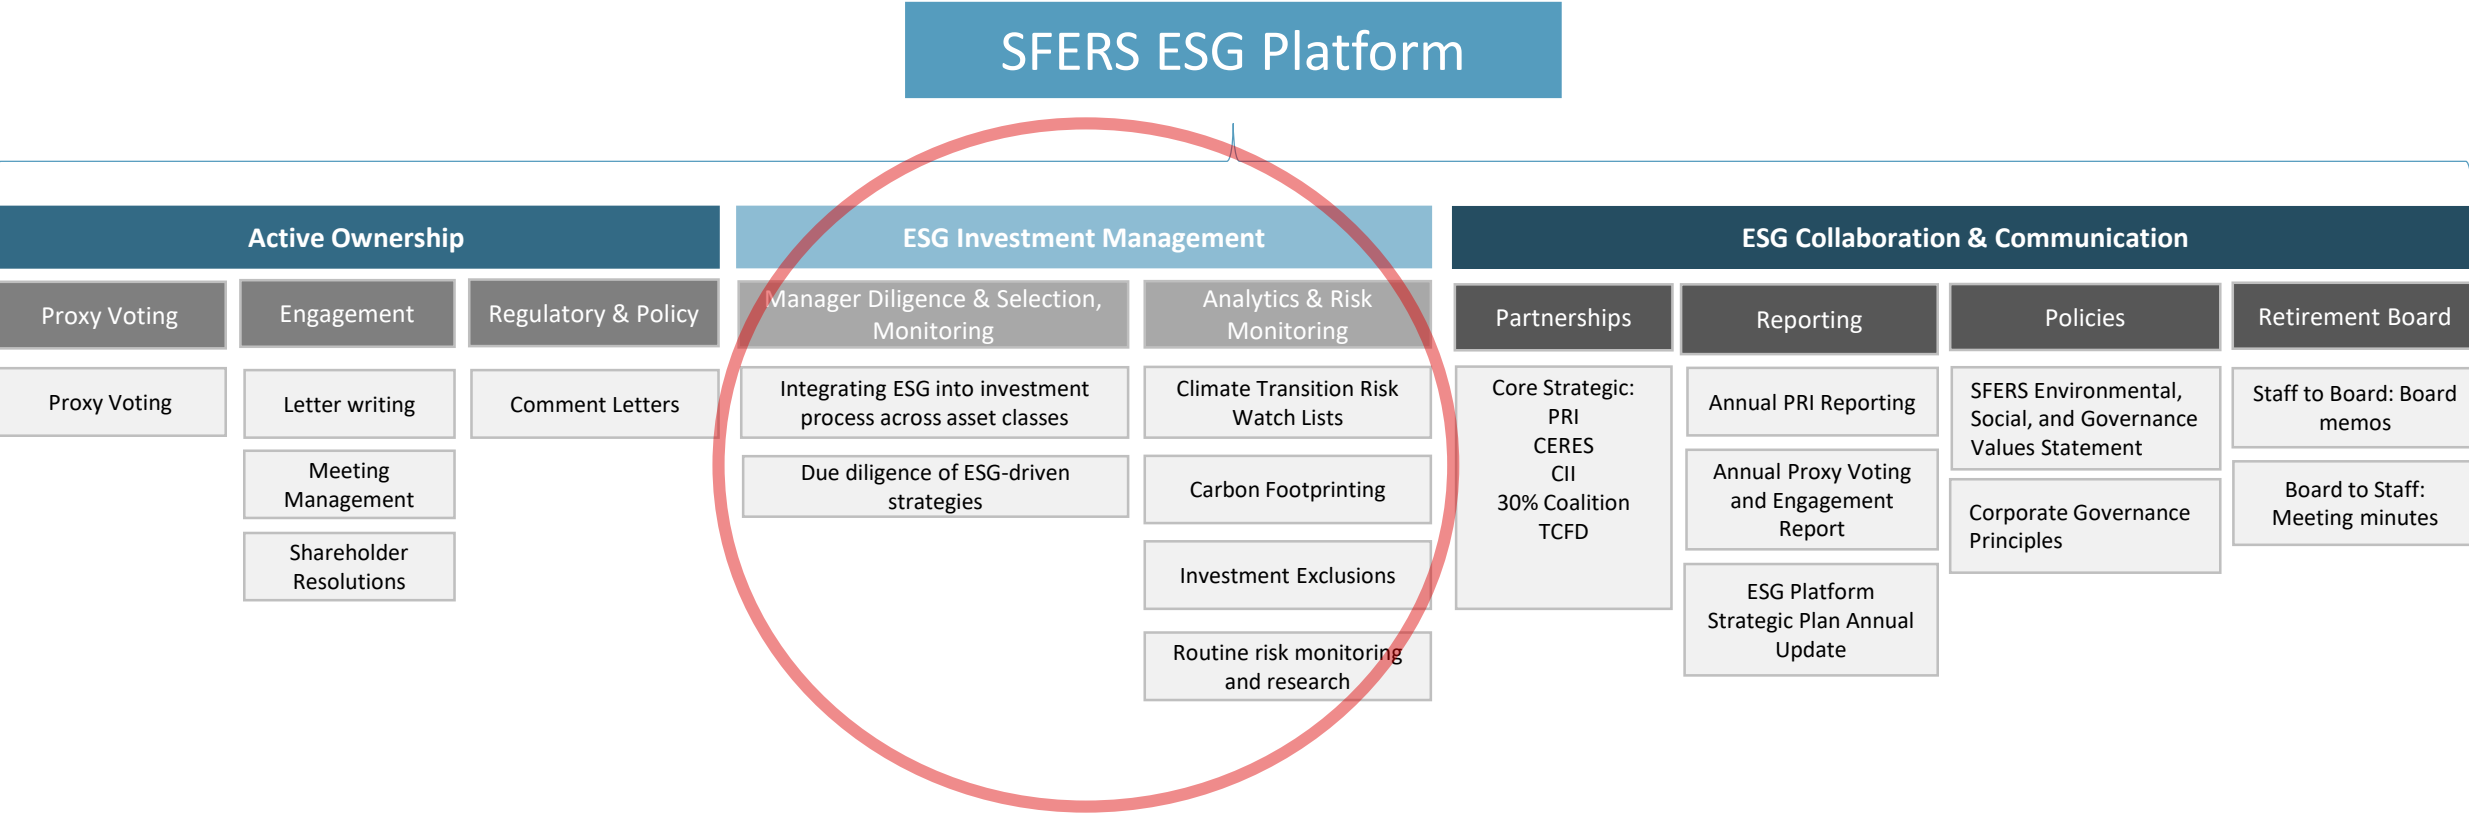 SFERS ESG Platform
Active Ownership
Proxy Voting
Proxy Voting
Engagement
Letter writing
Meeting
Management
Shareholder
Resolutions
Regulatory & Policy
Comment Letters
ESG Investment Management
Manager Diligence & Selection,
Monitoring
Integrating ESG into investment
process across asset classes
Due diligence of ESG-driven
strategies
Analytics & Risk
Monitoring
Climate Transition Risk
Watch Lists
Carbon Footprinting
Investment Exclusions
Routine risk monitoring
and research
ESG Collaboration & Communication
Partnerships
Core Strategic:
PRI
CERES
CII
30% Coalition
TCFD
Reporting
Annual PRI Reporting
Annual Proxy Voting
and Engagement
Report
ESG Platform
Strategic Plan Annual
Update
Policies
SFERS Environmental,
Social, and Governance
Values Statement
Corporate Governance
Principles
Retirement Board
Staff to Board: Board
memos
Board to Staff:
Meeting minutes